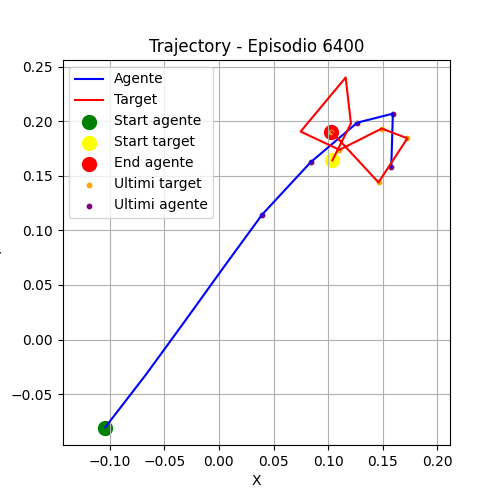 Trajectory - Episodio 6400
0.25
0.20
0.15
0.10
0.05
0.00
−0.05
Agente
Target
Start agente
Start target
End agente
Ultimi target
Ultimi agente
−0.10
−0.05
0.00
0.05
0.10
0.15
0.20
X